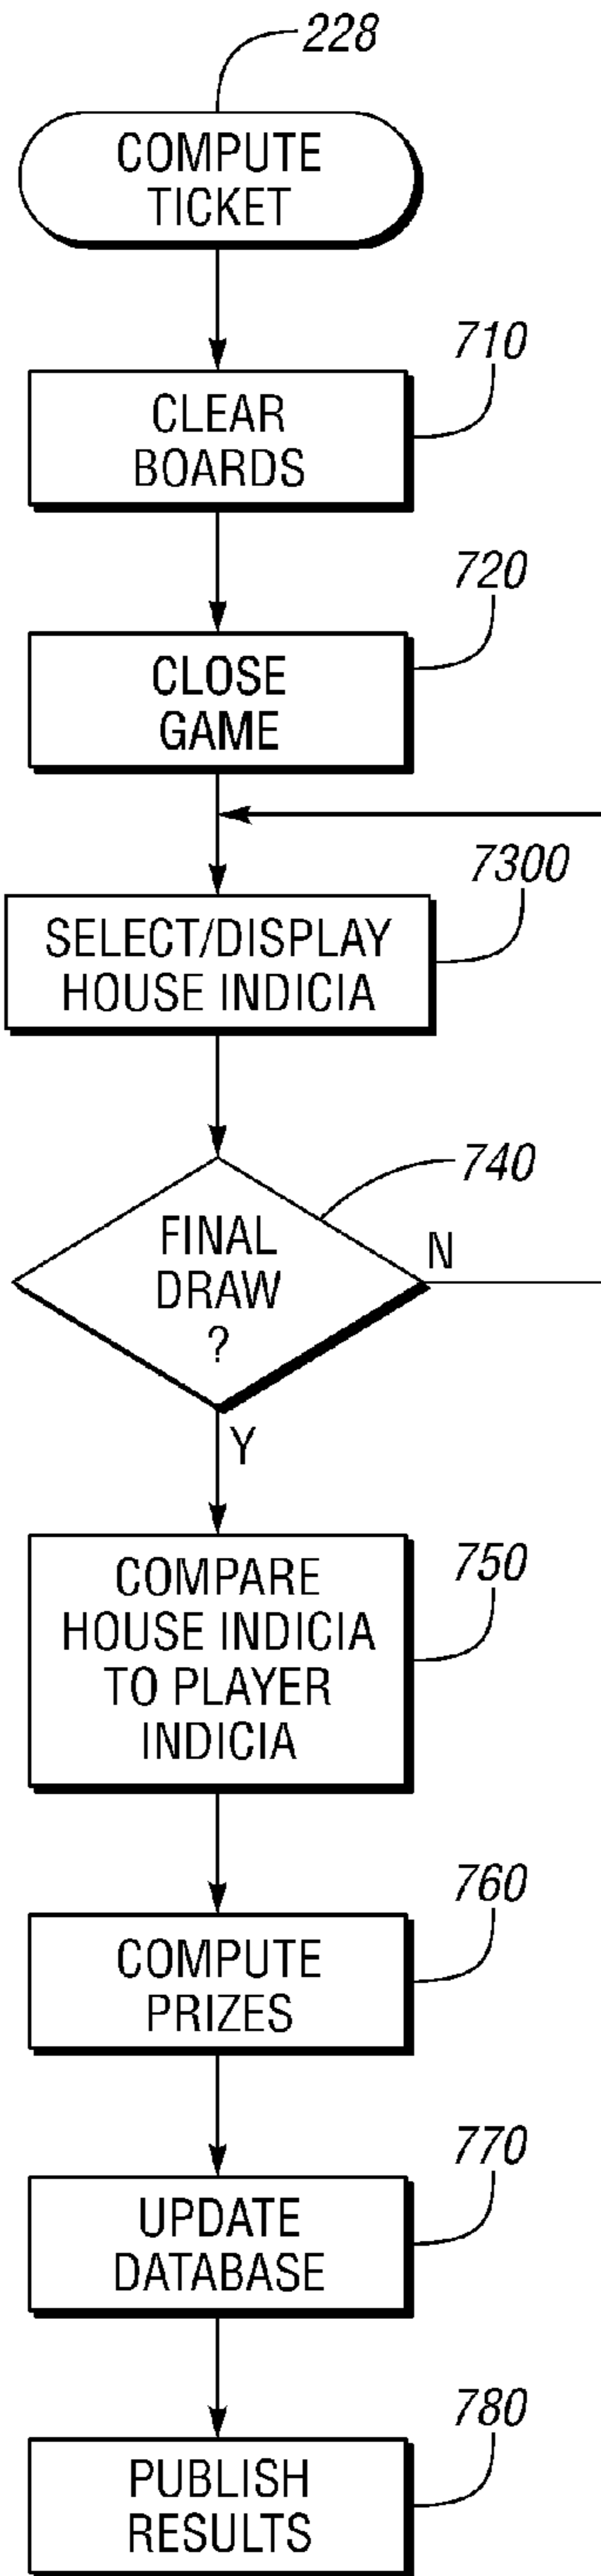 228
COMPUTE
TICKET
710
CLEAR
BOARDS
720
CLOSE
GAME
7300
SELECT/DISPLAY
HOUSE INDICIA
740
FINAL
DRAW
?
N
Y
750
COMPARE
HOUSE INDICIA
TO PLAYER
INDICIA
760
COMPUTE
PRIZES
770
UPDATE
DATABASE
780
PUBLISH
RESULTS